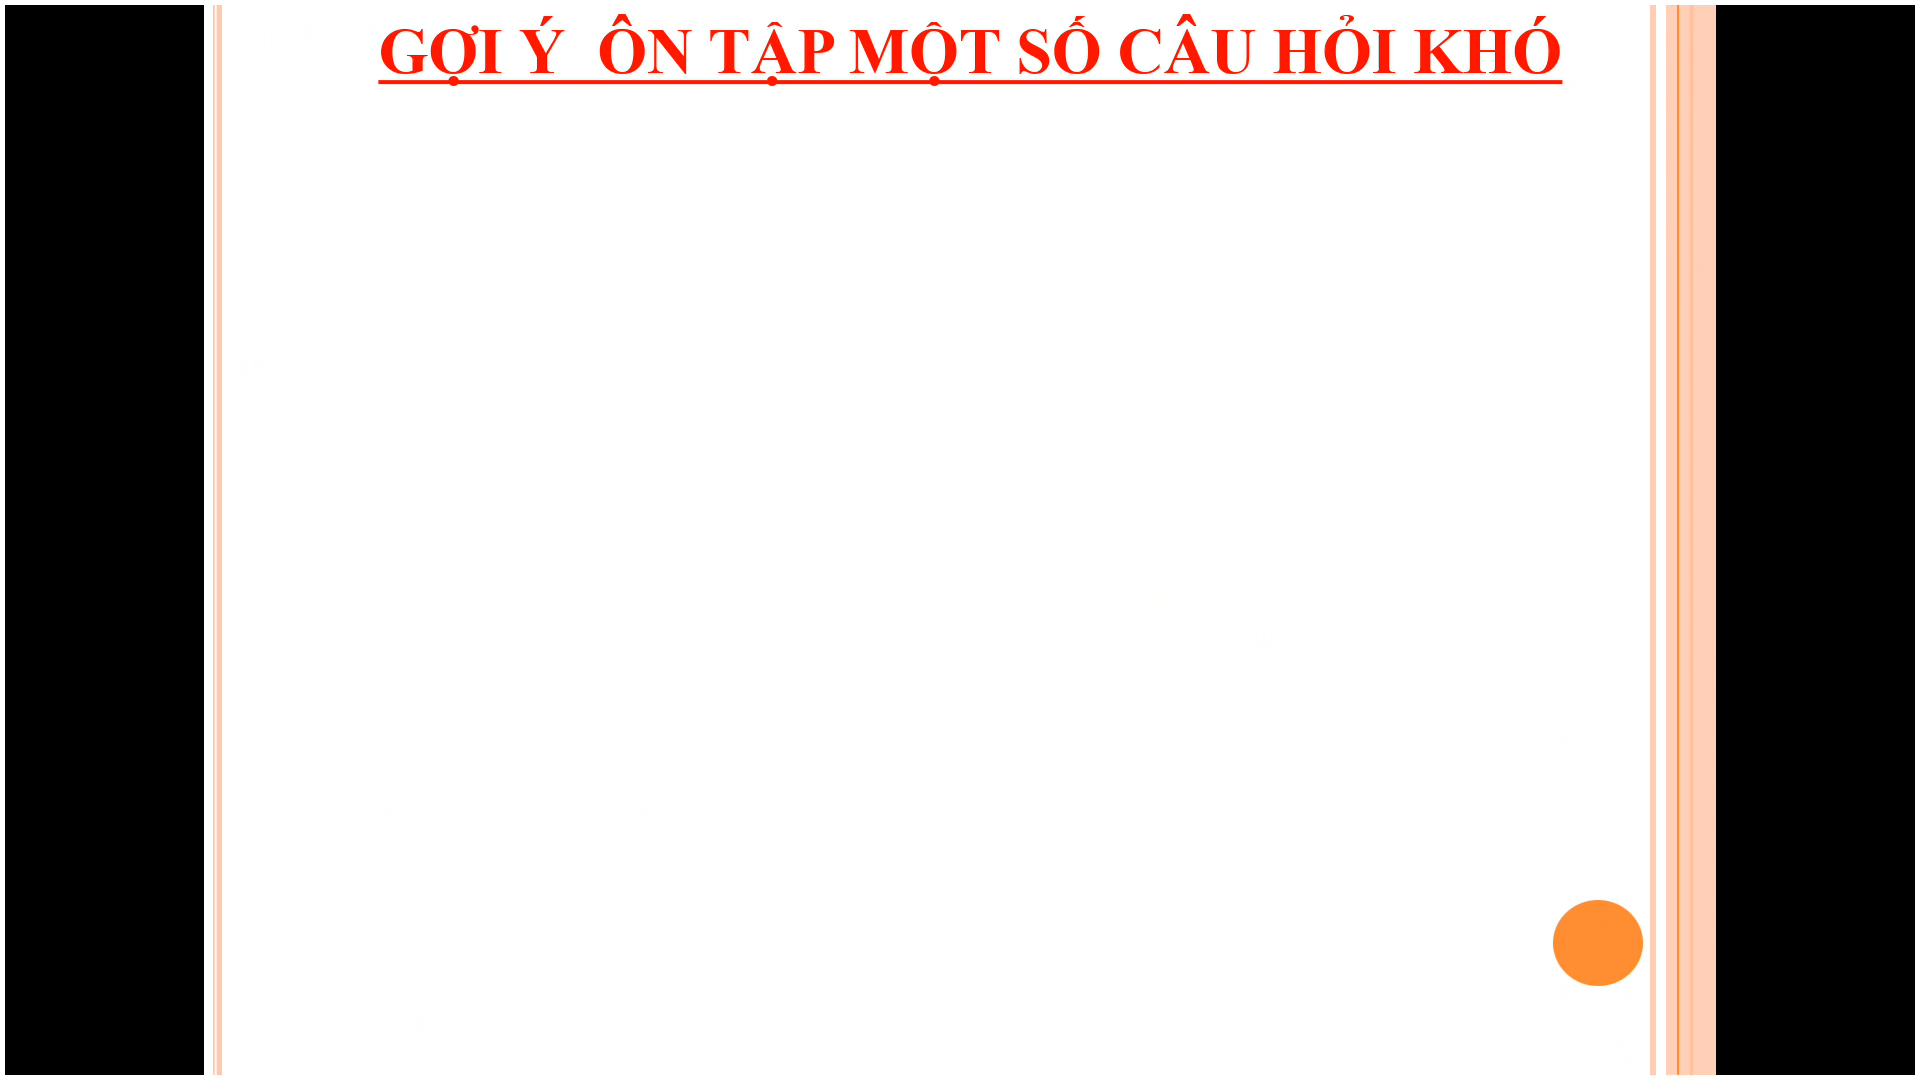 GỢI Ý  ÔN TẬP MỘT SỐ CÂU HỎI KHÓ